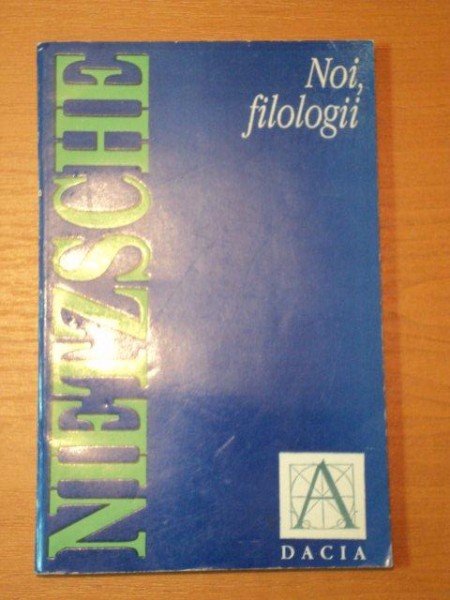 NIETZSCHE
Noi,
filologii
A
DACIA